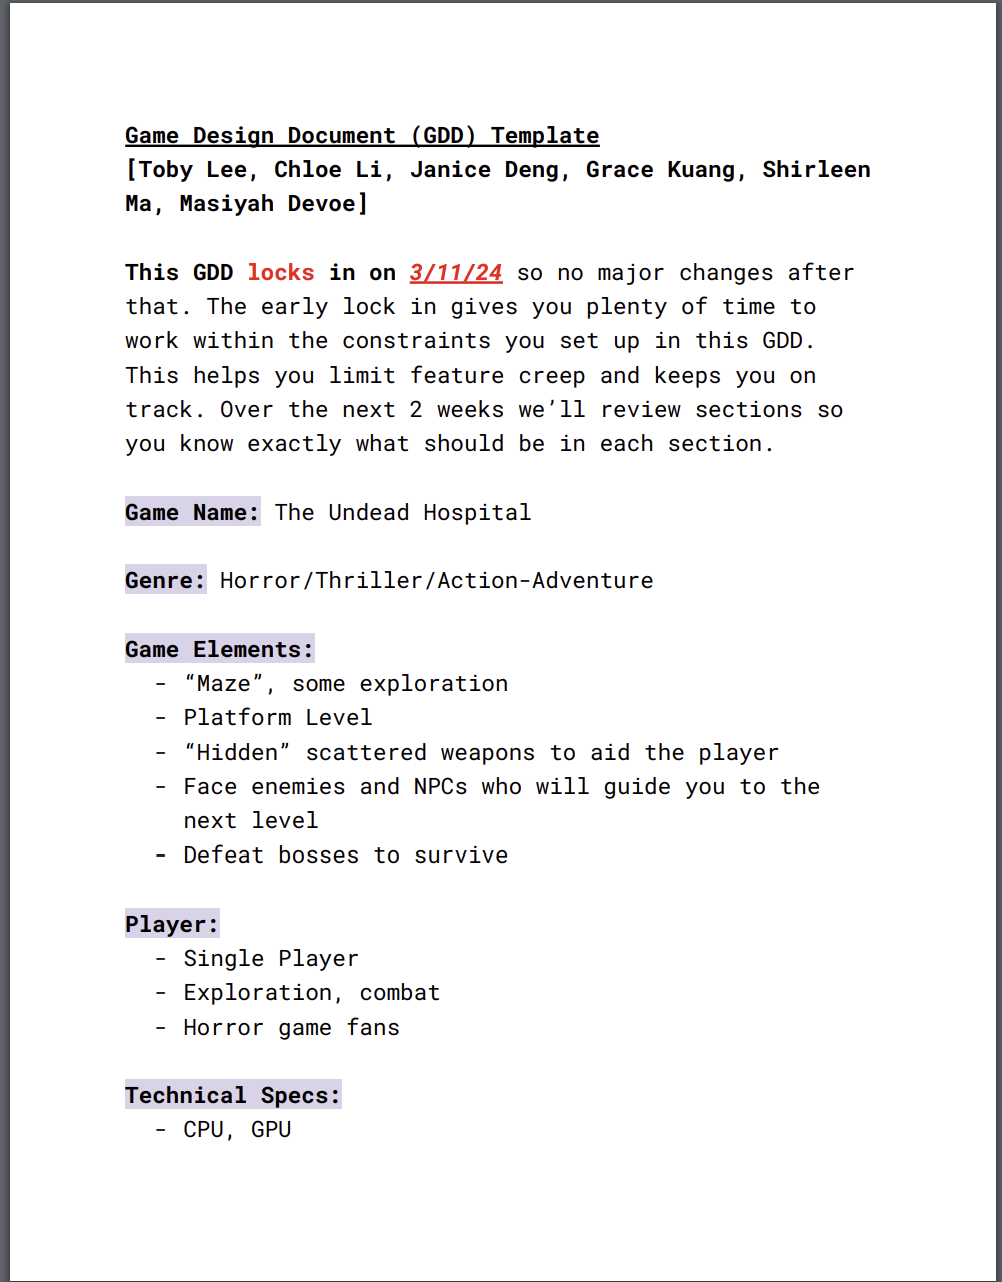 Game Design Document (GDD) Template
[Toby Lee, Chloe Li, Janice Deng, Grace Kuang, Shirleen
Ma, Masiyah Devoe]
This GDD locks in on 3/11/24 so no major changes after
that. The early lock in gives you plenty of time to
work within the constraints you set up in this GDD.
This helps you limit feature creep and keeps you on
track. Over the next 2 weeks we’ll review sections so
you know exactly what should be in each section.
Game Name: The Undead Hospital
Genre: Horror/Thriller/Action-Adventure
Game Elements:
- “Maze”, some exploration
- Platform Level
- “Hidden” scattered weapons to aid the player
- Face enemies and NPCs who will guide you to the
next level
- Defeat bosses to survive
Player:
- Single Player
- Exploration, combat
- Horror game fans
Technical Specs:
- CPU, GPU